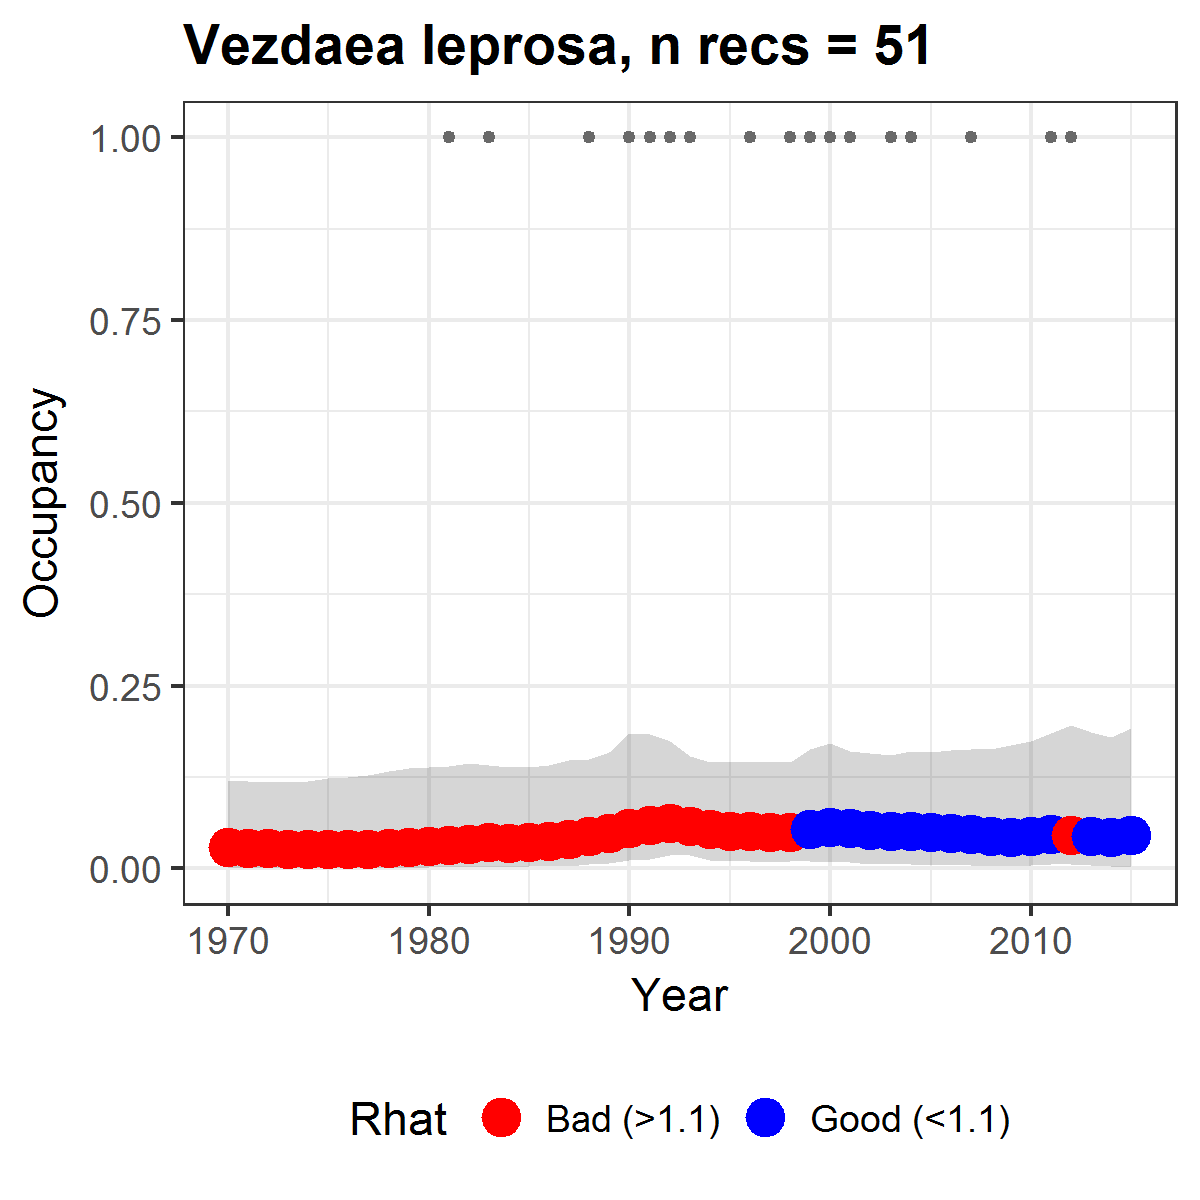 Vezdaea leprosa, n recs = 51
1.00
0.75
0.50
0.25
0.00
Occupancy
1970 1980 1990 2000 2010
Year
Rhat Bad (>1.1) Good (<1.1)